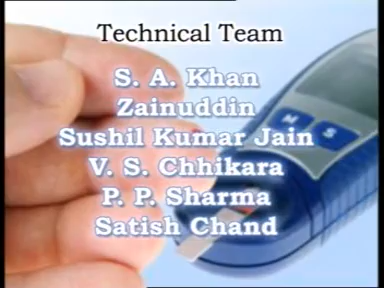 Technical Team
S. A. Khan
Zainuddin
Sushil Kumar Jain
V. S. Chhikara
P. P. Sharma
Satish Chand
M S